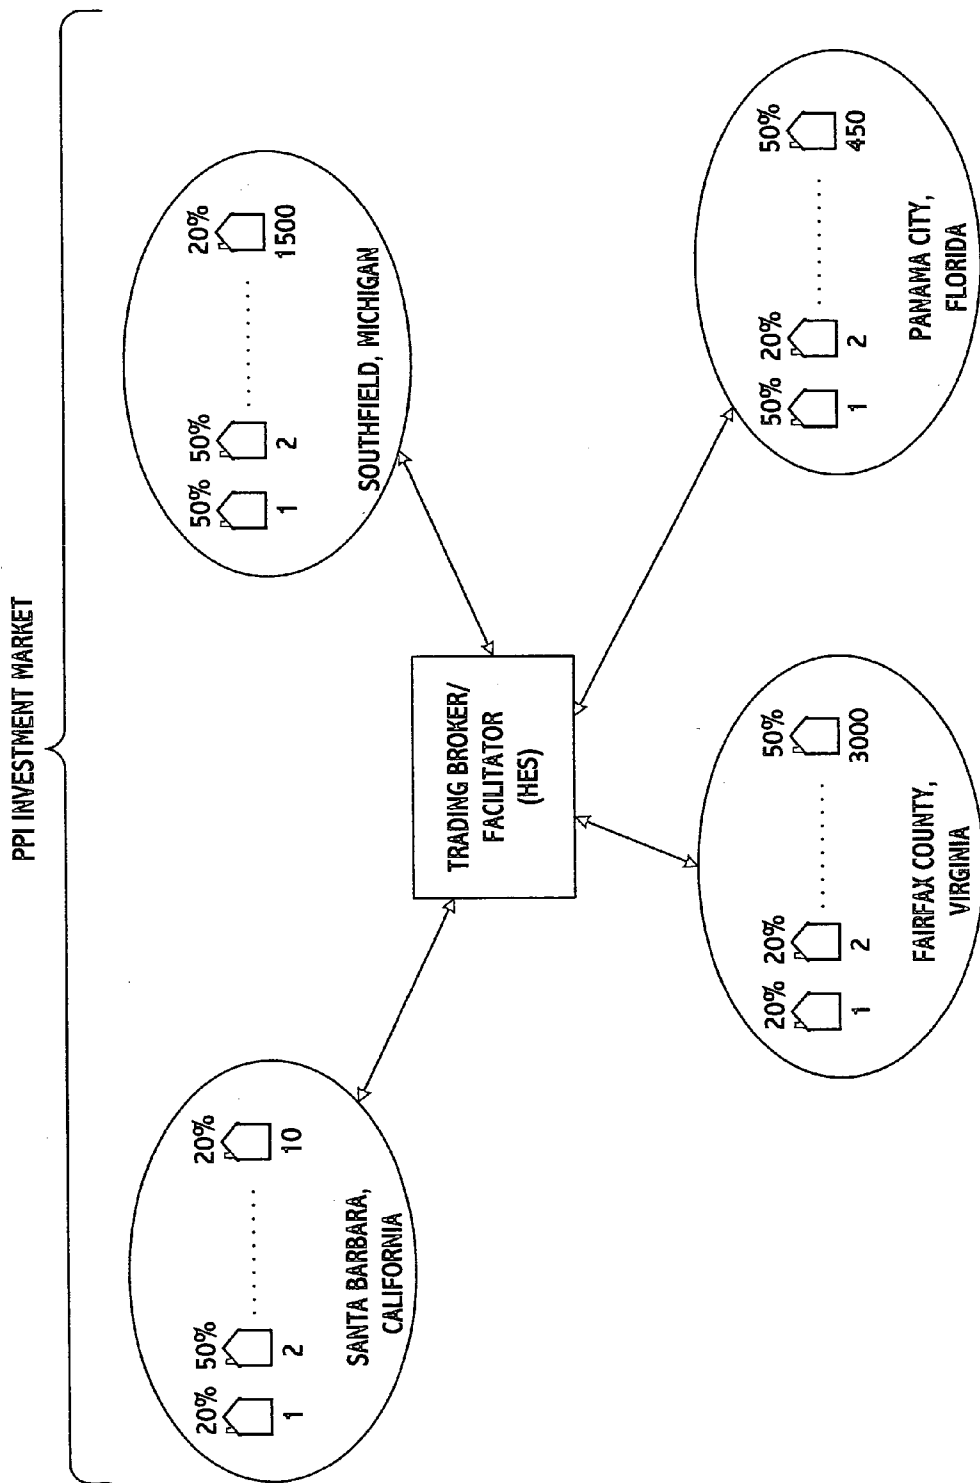 PPI INVESTMENT MARKET
20% 50% 20%
1 2 .......... 10
SANTA BARBARA,
CALIFORNIA
50% 50% 20%
1 2 .......... 1500
SOUTHFIELD, MICHIGAN
TRADING BROKER/
FACILITATOR
(HES)
20% 20% 50%
1 2 .......... 3000
FAIRFAX COUNTY,
VIRGINIA
50% 20% 50%
1 2 .......... 450
PANAMA CITY,
FLORIDA